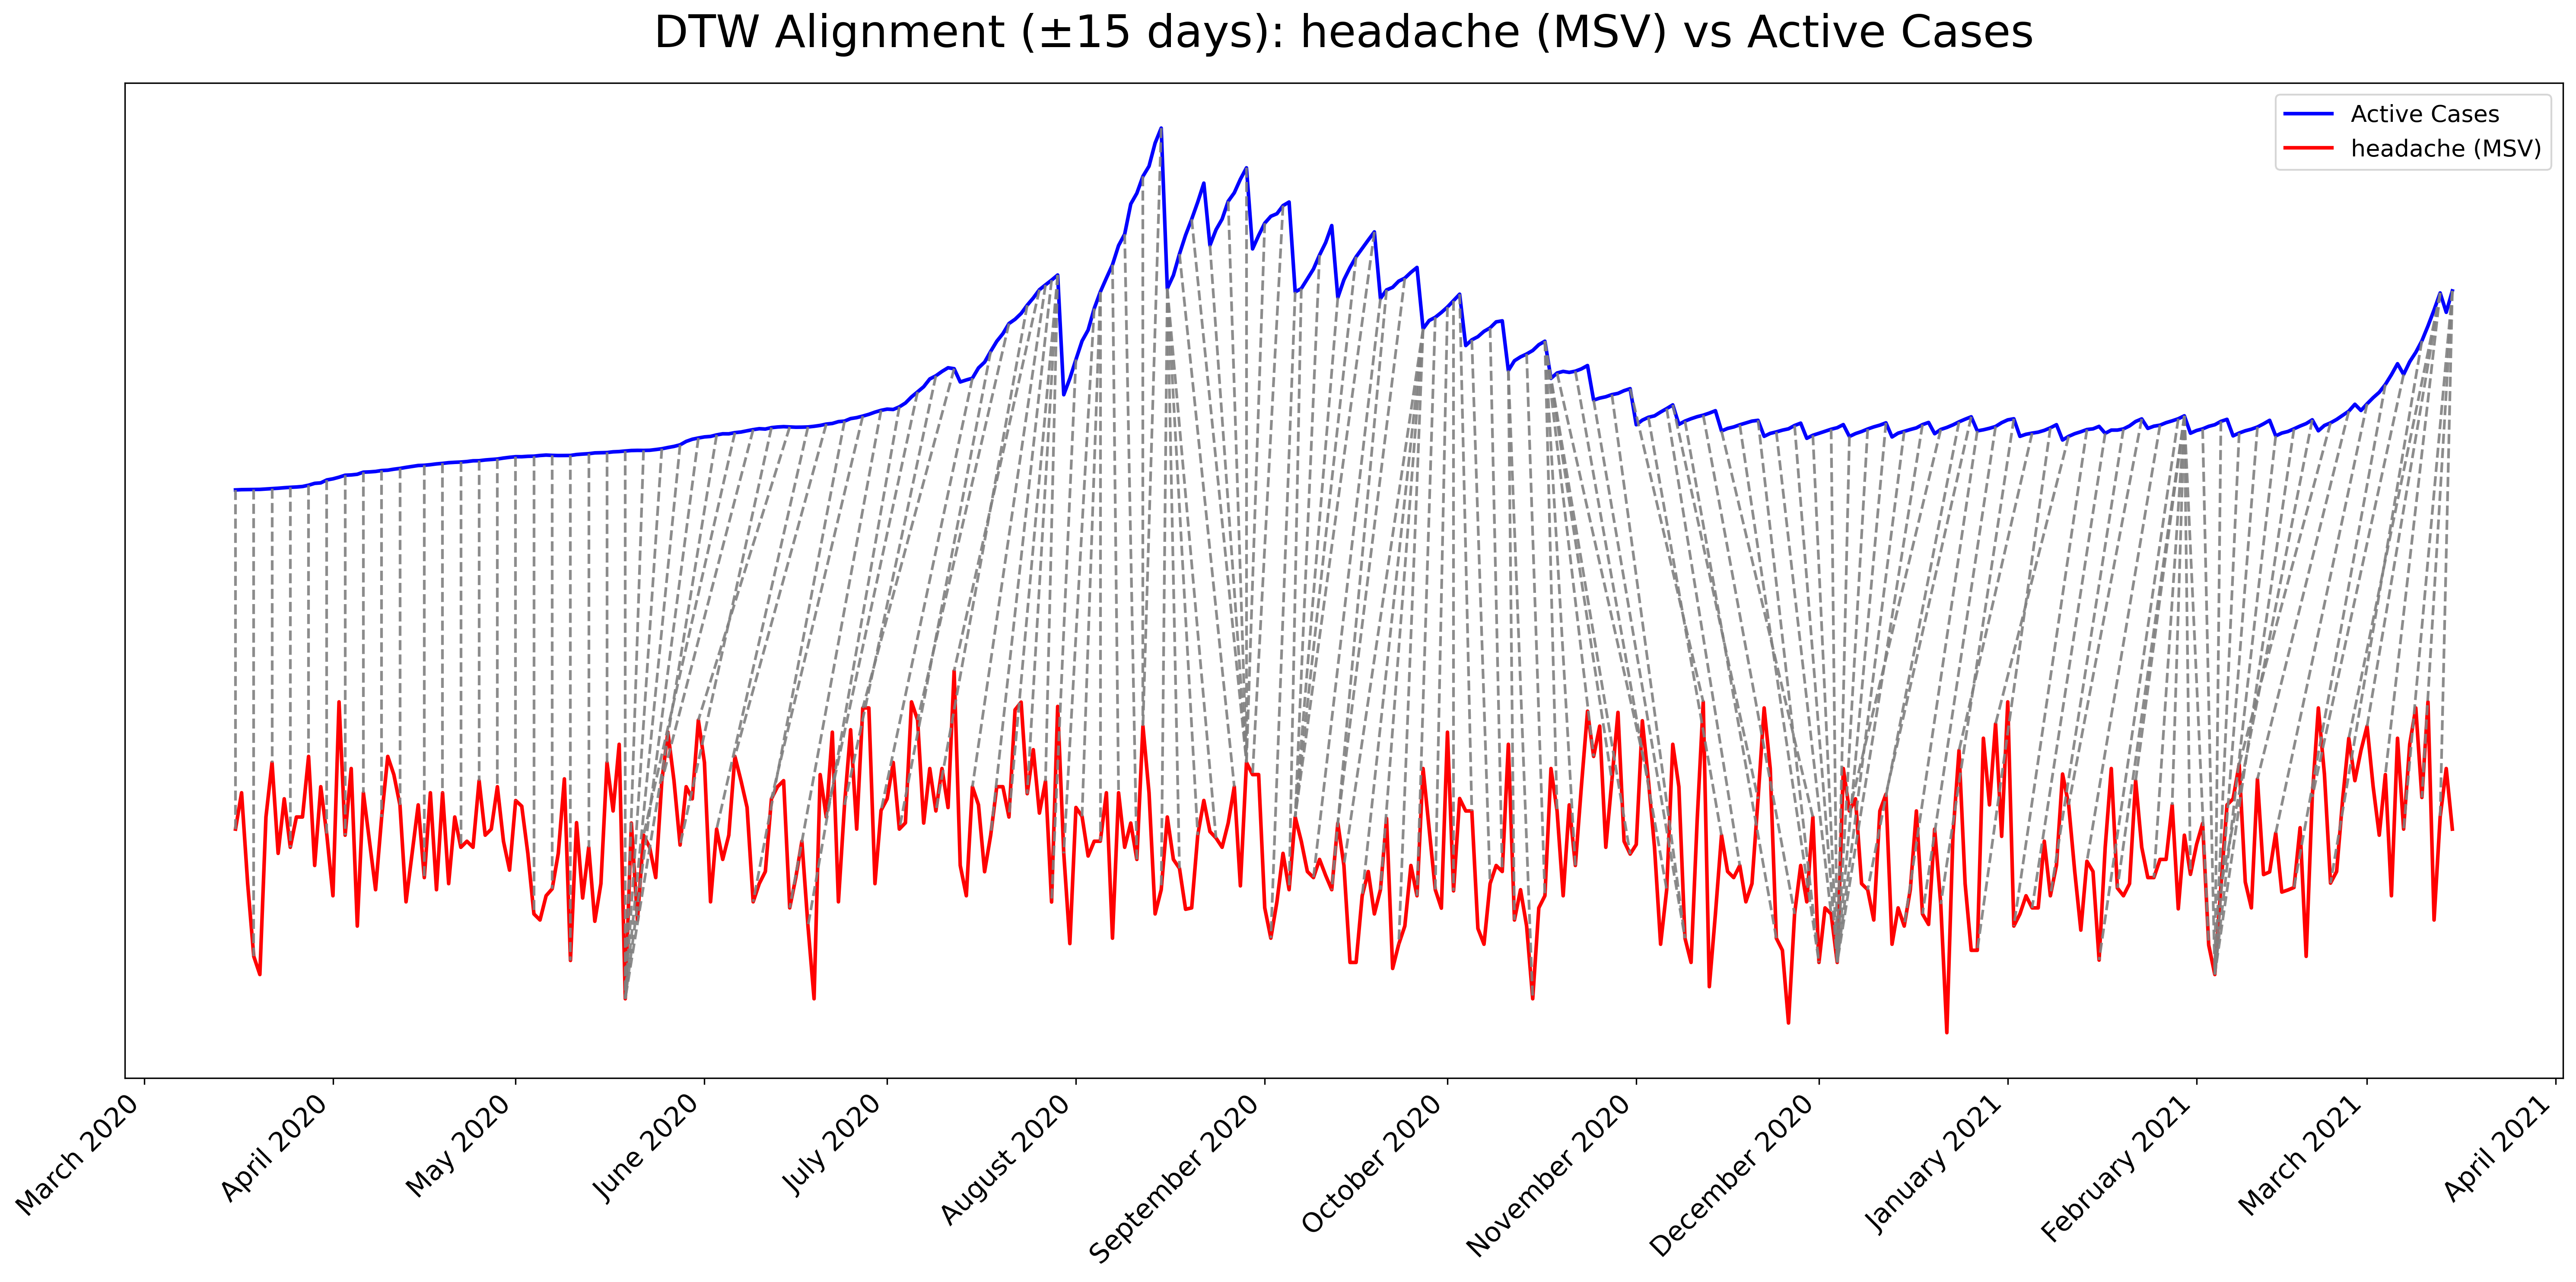 DTW Alignment (±15 days): headache (MSV) vs Active Cases
Active Cases
headache (MSV)
March 2020
April 2020
May 2020
June 2020
July 2020
August 2020
September 2020
October 2020
November 2020
December 2020
January 2021
February 2021
March 2021
April 2021